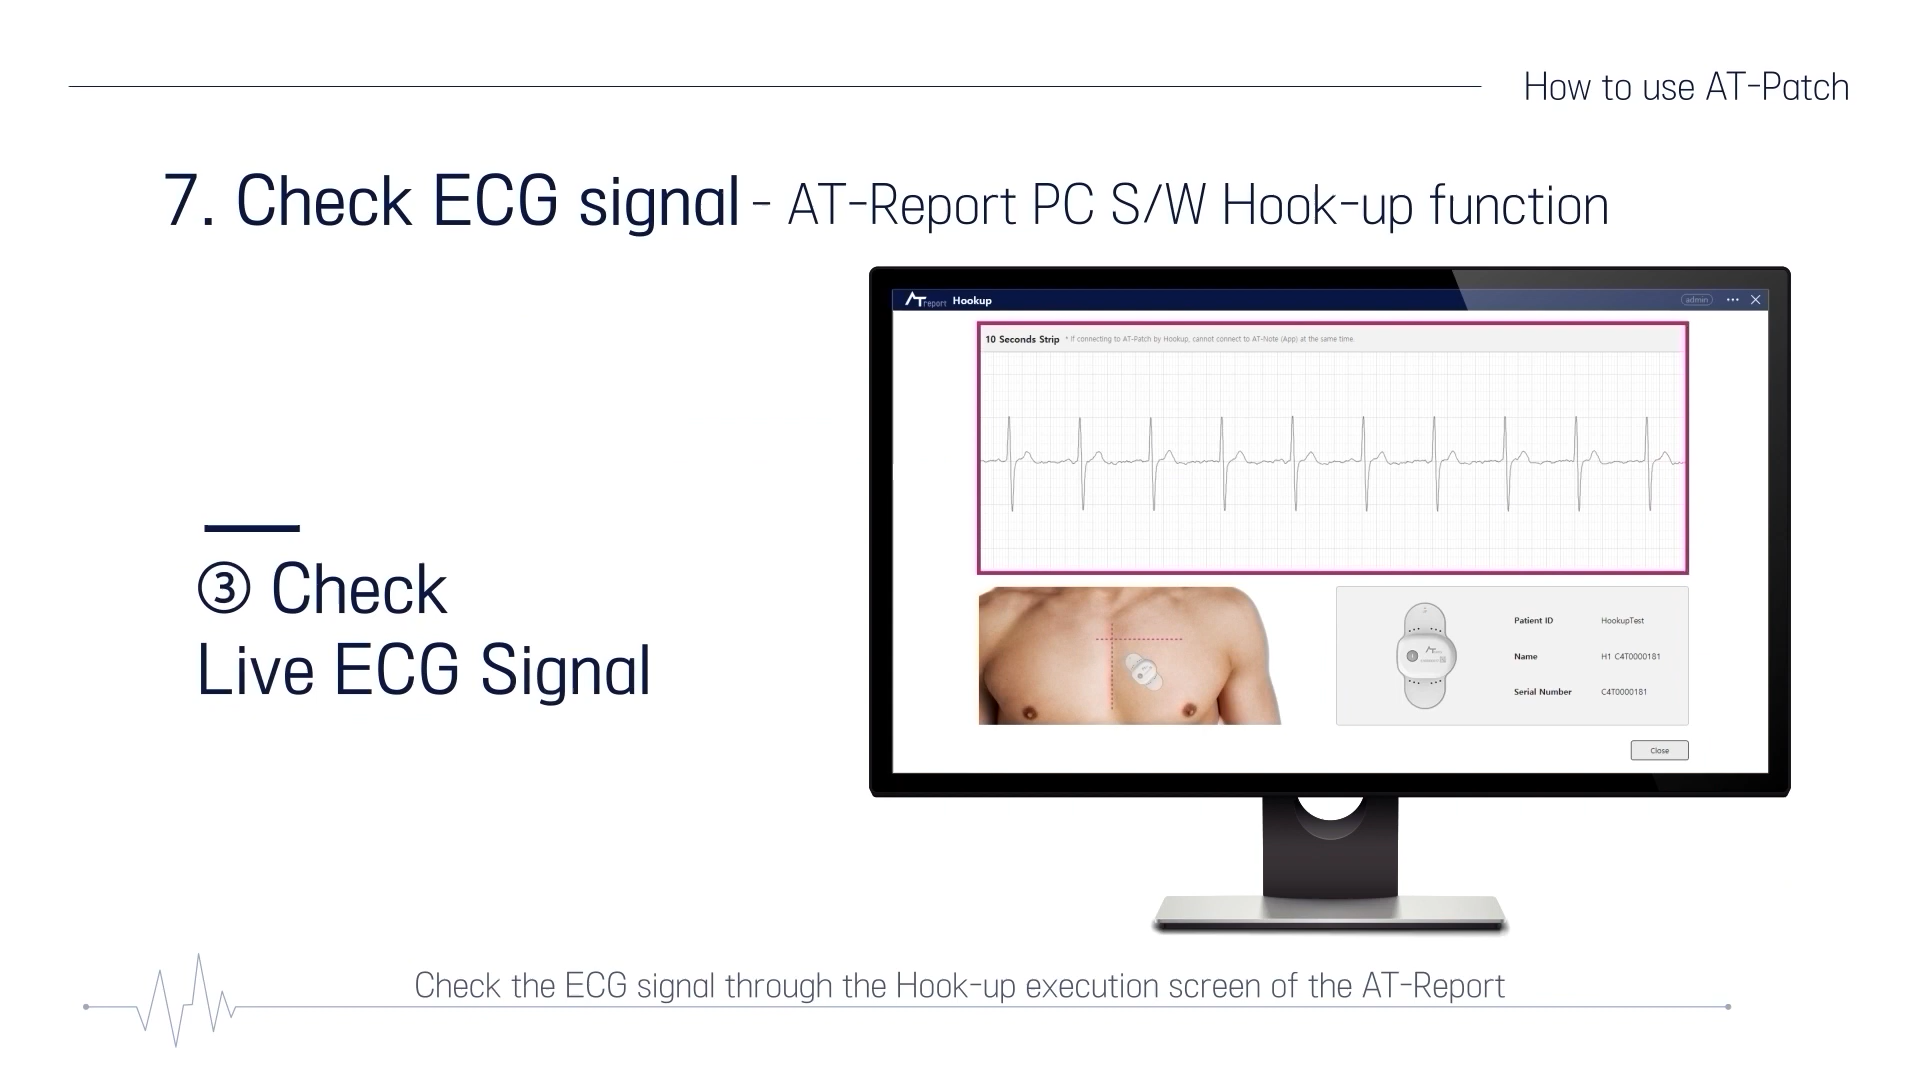 How to use AT-Patch
7. Check ECG signal - AT-Report PC S/W Hook-up function
AT report Hookup
admin
10 Seconds Strip * If connecting to AT-Patch by Hookup, cannot connect to AT-Note (App) at the same time.
③ Check
Live ECG Signal
Patient ID HookupTest
Name H1 C4T0000181
Serial Number C4T0000181
Close
Check the ECG signal through the Hook-up execution screen of the AT-Report